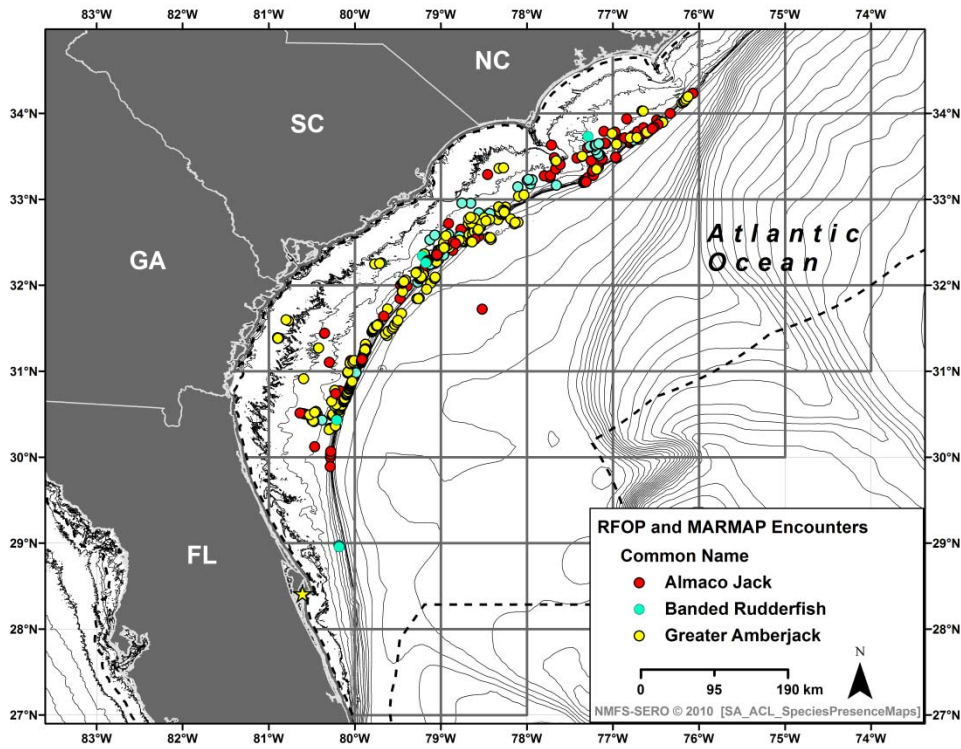 83°W 82°W 81°W 80°W 79°W 78°W 77°W 76°W 75°W 74°W
NC
SC
GA
FL
34°N 34°N
33°N 33°N
Atlantic
Ocean
32°N 32°N
31°N 31°N
30°N 30°N
29°N 29°N
28°N 28°N
27°N 27°N
RFOP and MARMAP Encounters
Common Name
Almaco Jack
Banded Rudderfish
Greater Amberjack
N
0 95 190 km
NMFS-SERO © 2010 [SA_ACL_SpeciesPresenceMaps]
83°W 82°W 81°W 80°W 79°W 78°W 77°W 76°W 75°W 74°W